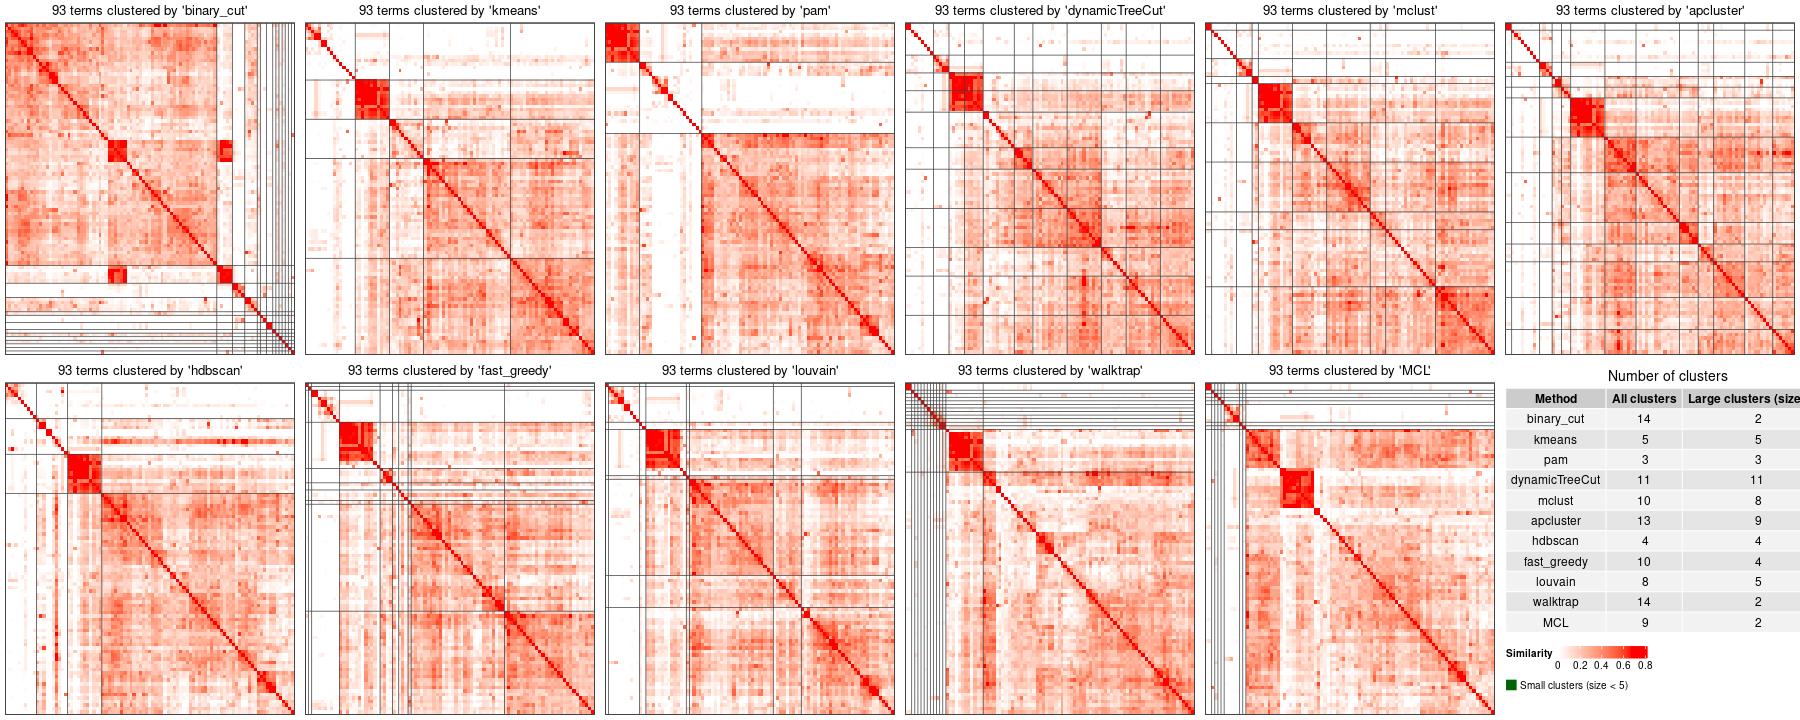 93 terms clustered by 'binary_cut'
93 terms clustered by 'kmeans'
93 terms clustered by 'pam'
93 terms clustered by 'dynamicTreeCut'
93 terms clustered by 'mclust'
93 terms clustered by 'apcluster'
93 terms clustered by 'hdbscan'
93 terms clustered by 'fast_greedy'
93 terms clustered by 'louvain'
93 terms clustered by 'walktrap'
93 terms clustered by 'MCL'
Number of clusters
Method All clusters Large clusters (size
binary_cut 14 2
kmeans 5 5
pam 3 3
dynamicTreeCut 11 11
mclust 10 8
apcluster 13 9
hdbscan 4 4
fast_greedy 10 4
louvain 8 5
walktrap 14 2
MCL 9 2
Similarity
0 0.2 0.4 0.6 0.8
Small clusters (size < 5)